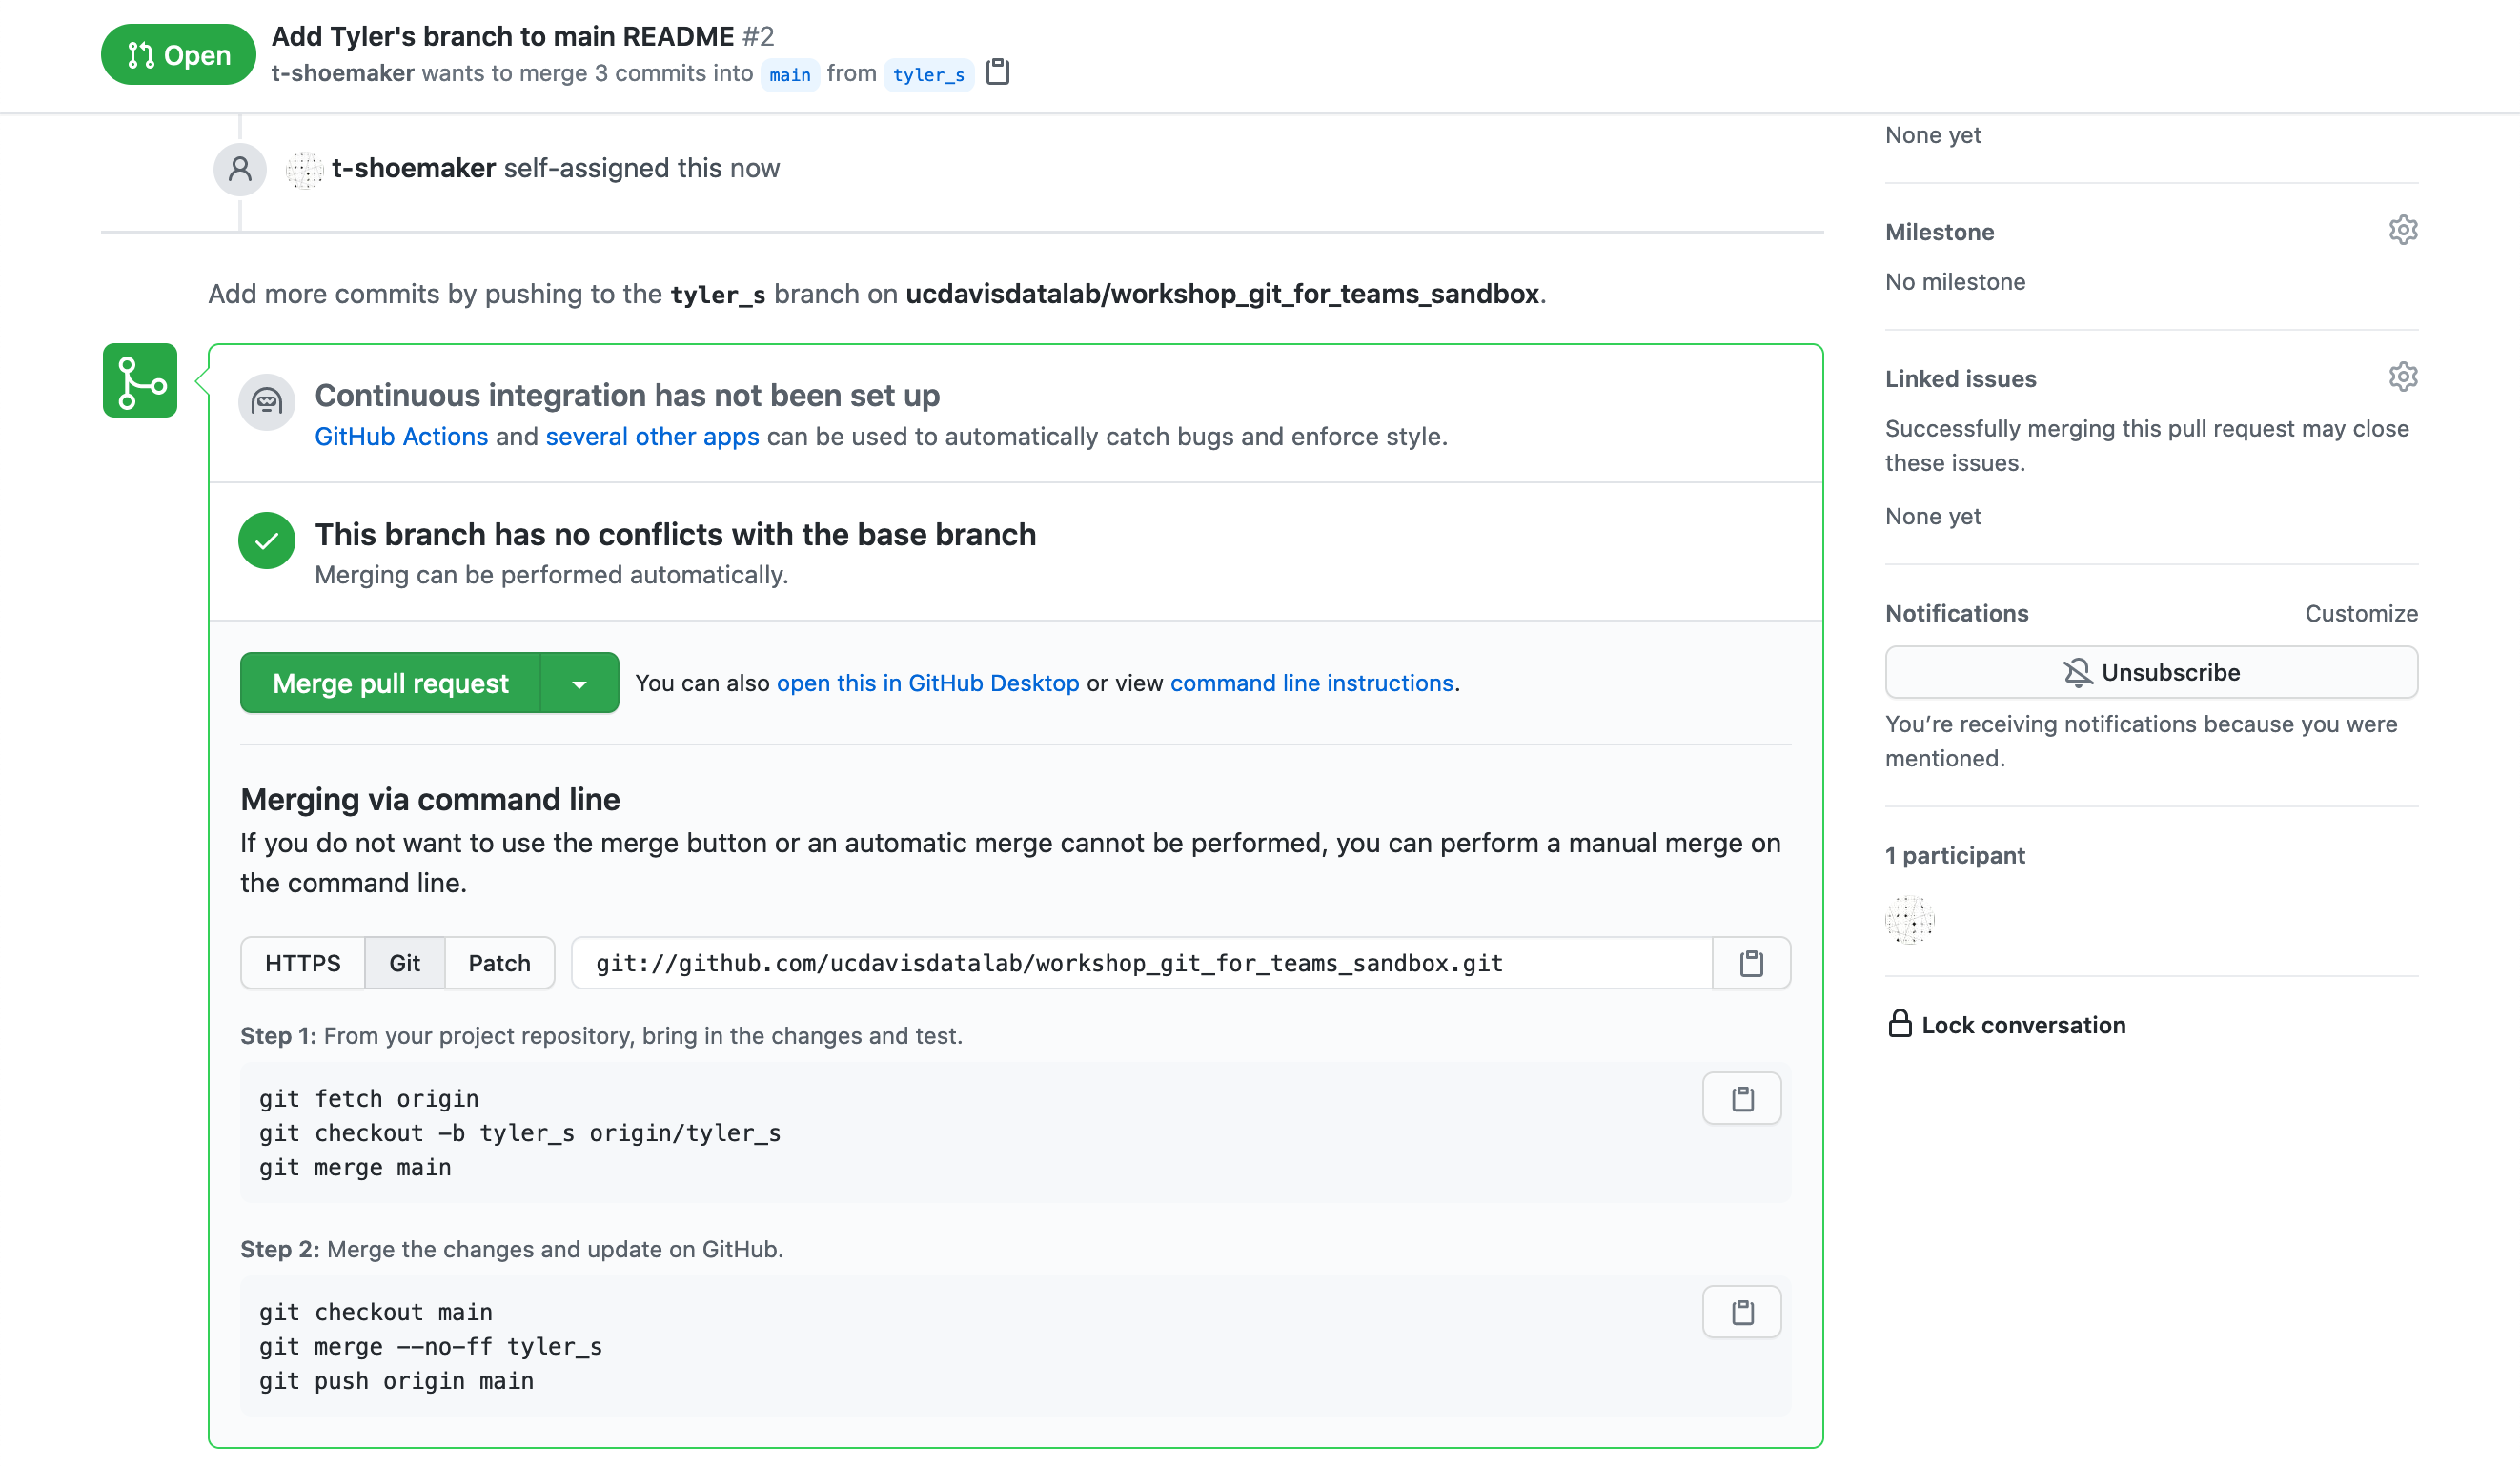 Open
Add Tyler's branch to main README #2
t-shoemaker wants to merge 3 commits into main from tyler_s
t-shoemaker self-assigned this now
Add more commits by pushing to the tyler_s branch on ucdavisdatalab/workshop_git_for_teams_sandbox.
Continuous integration has not been set up
GitHub Actions and several other apps can be used to automatically catch bugs and enforce style.
This branch has no conflicts with the base branch
Merging can be performed automatically.
Merge pull request
You can also open this in GitHub Desktop or view command line instructions.
Merging via command line
If you do not want to use the merge button or an automatic merge cannot be performed, you can perform a manual merge on
the command line.
HTTPS Git Patch git://github.com/ucdavisdatalab/workshop_git_for_teams_sandbox.git
Step 1: From your project repository, bring in the changes and test.
git fetch origin
git checkout -b tyler_s origin/tyler_s
git merge main
Step 2: Merge the changes and update on GitHub.
git checkout main
git merge --no-ff tyler_s
git push origin main
None yet
Milestone
No milestone
Linked issues
Successfully merging this pull request may close
these issues.
None yet
Notifications Customize
Unsubscribe
You’re receiving notifications because you were
mentioned.
1 participant
Lock conversation